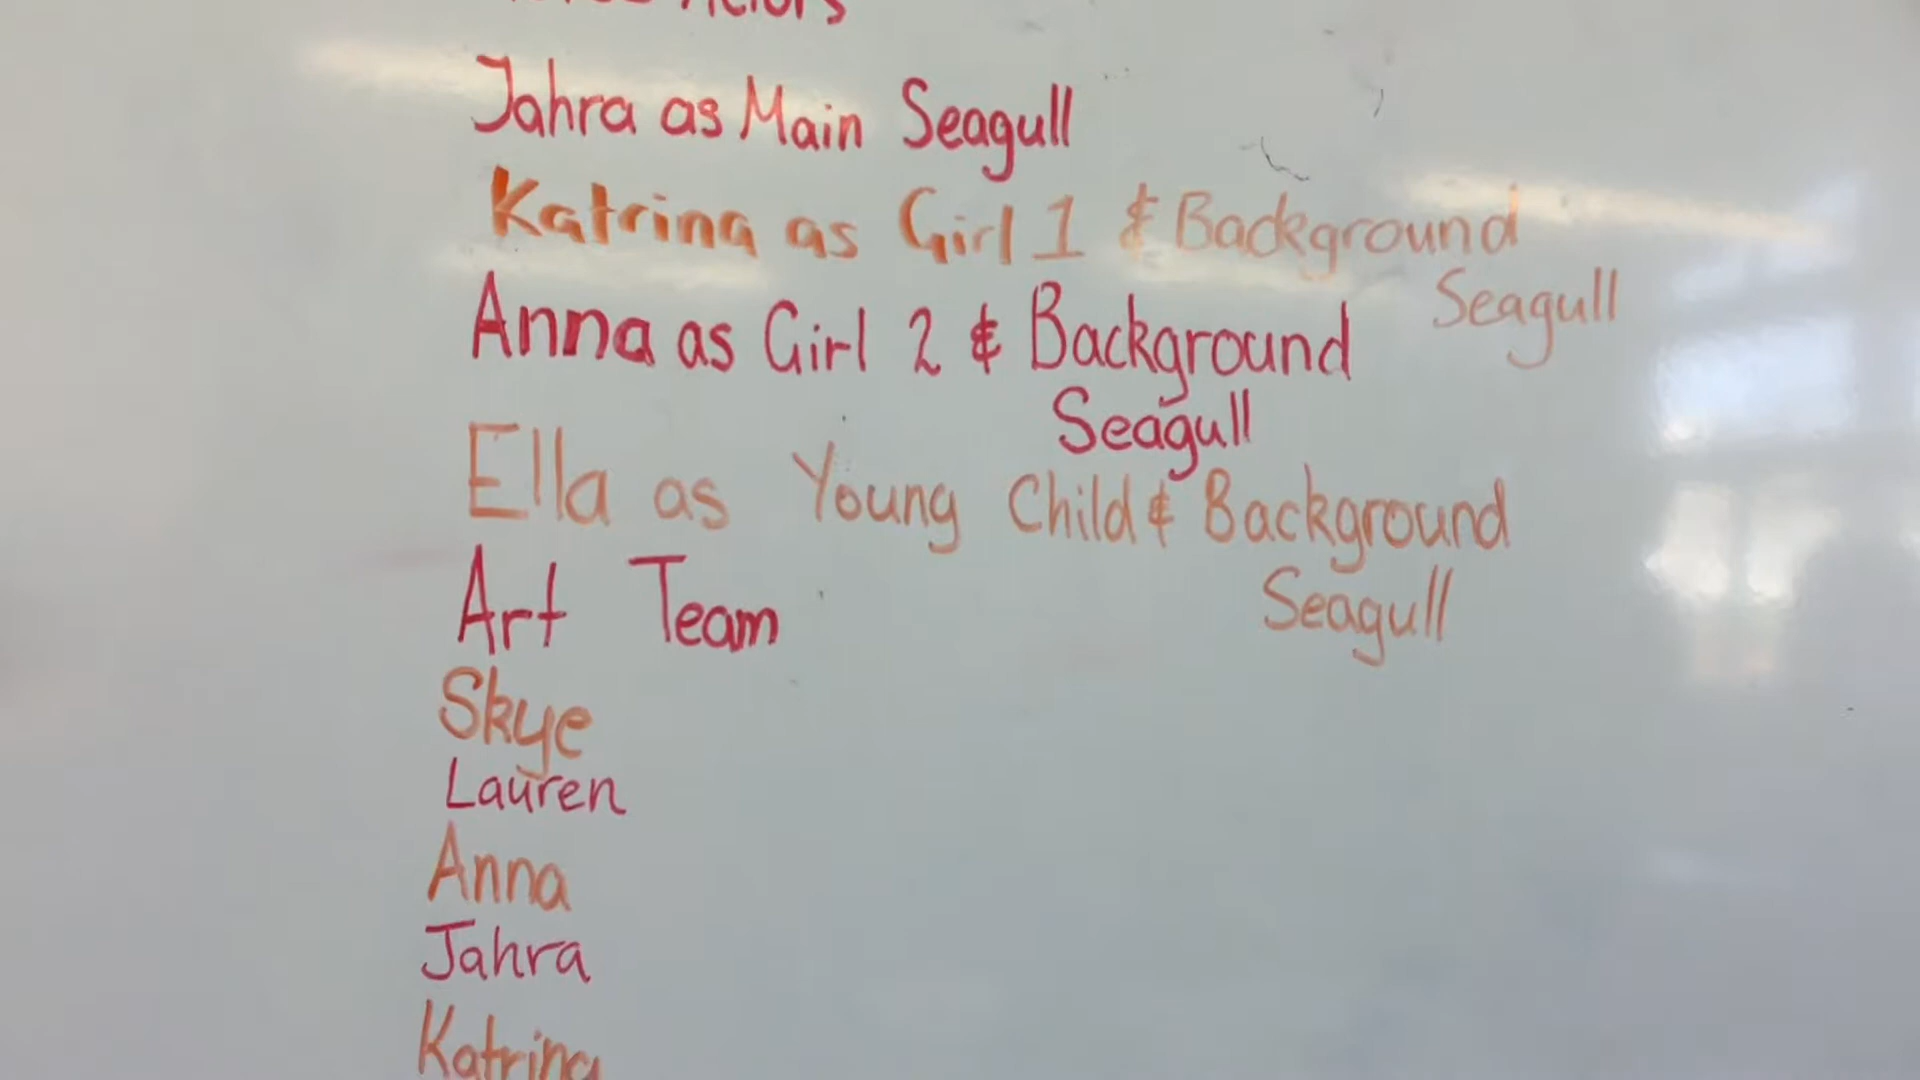 Actors
Jahra as Main Seagull
Katrina as Girl 1 & Background
Seagull
Anna as Girl 2 & Background
Seagull
Ella as Young Child & Background
Seagull
Art Team
Skye
Lauren
Anna
Jahra
Katrina